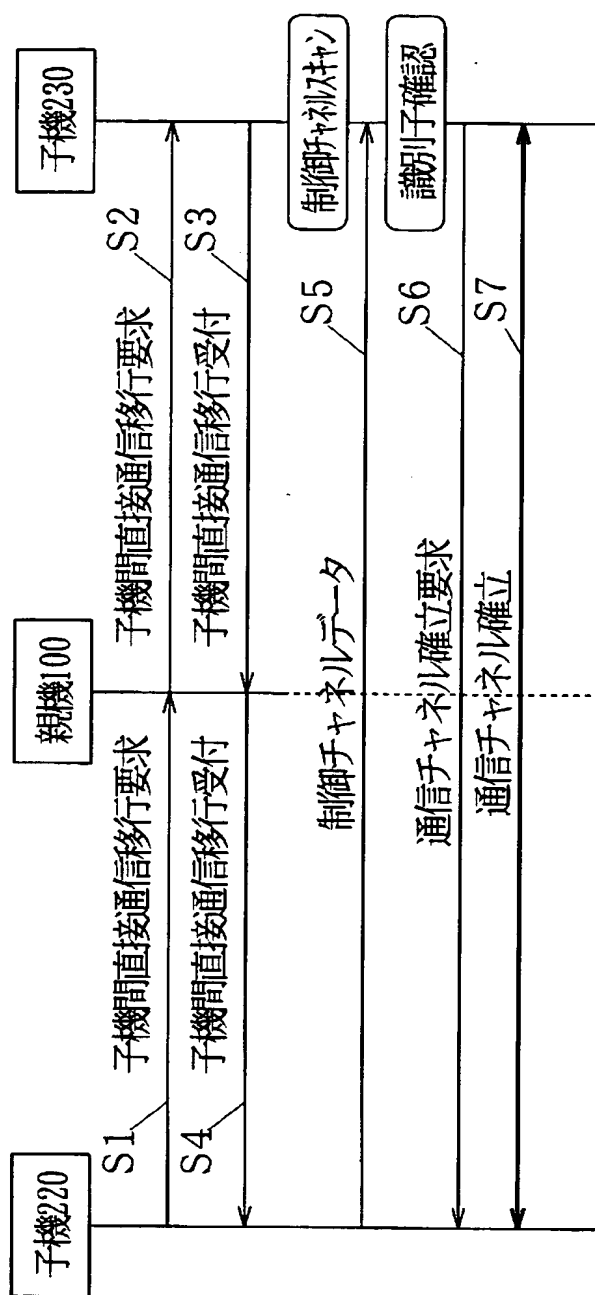 子機220
親機100
子機230
子機間直接通信移行要求
S1
子機間直接通信移行要求
S2
子機間直接通信移行受付
S4
子機間直接通信移行受付
S3
制御チャネルスキャン
制御チャネルデータ
S5
識別子確認
通信チャネル確立要求
S6
通信チャネル確立
S7